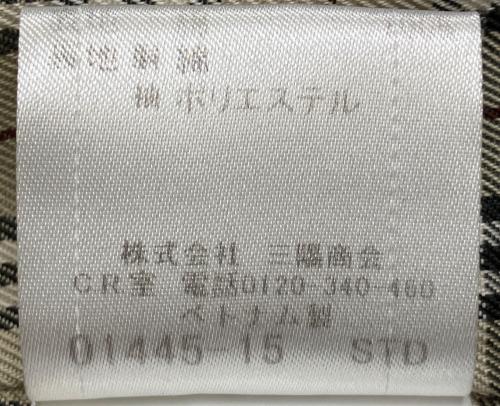 裏地 胴 綿
袖 ポリエステル
株式会社 三陽商会
CR室 電話0120-340-460
ベトナム製
01445-15 STD